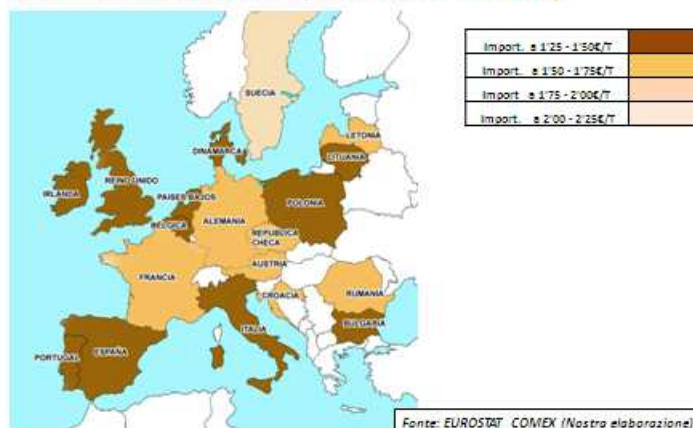 Import. a 1'25 - 1'50€/T
Import. a 1'50 - 1'75€/T
Import a 1'75 - 2'00€/T
Import. a 2'00 - 2'25€/T
SUECIA
LETONIA
DINAMARCA
LITUANIA
REINO UNIDO
IRLANDA
PAISES BAJOS
POLONIA
BELGICA
ALEMANIA
REPUBLICA
CHECA
AUSTRIA
FRANCIA
CROACIA
RUMANIA
BULGARIA
ITALIA
PORTUGAL
ESPAÑA
Fonte: EUROSTAT_COMEX (Nostra elaborazione)